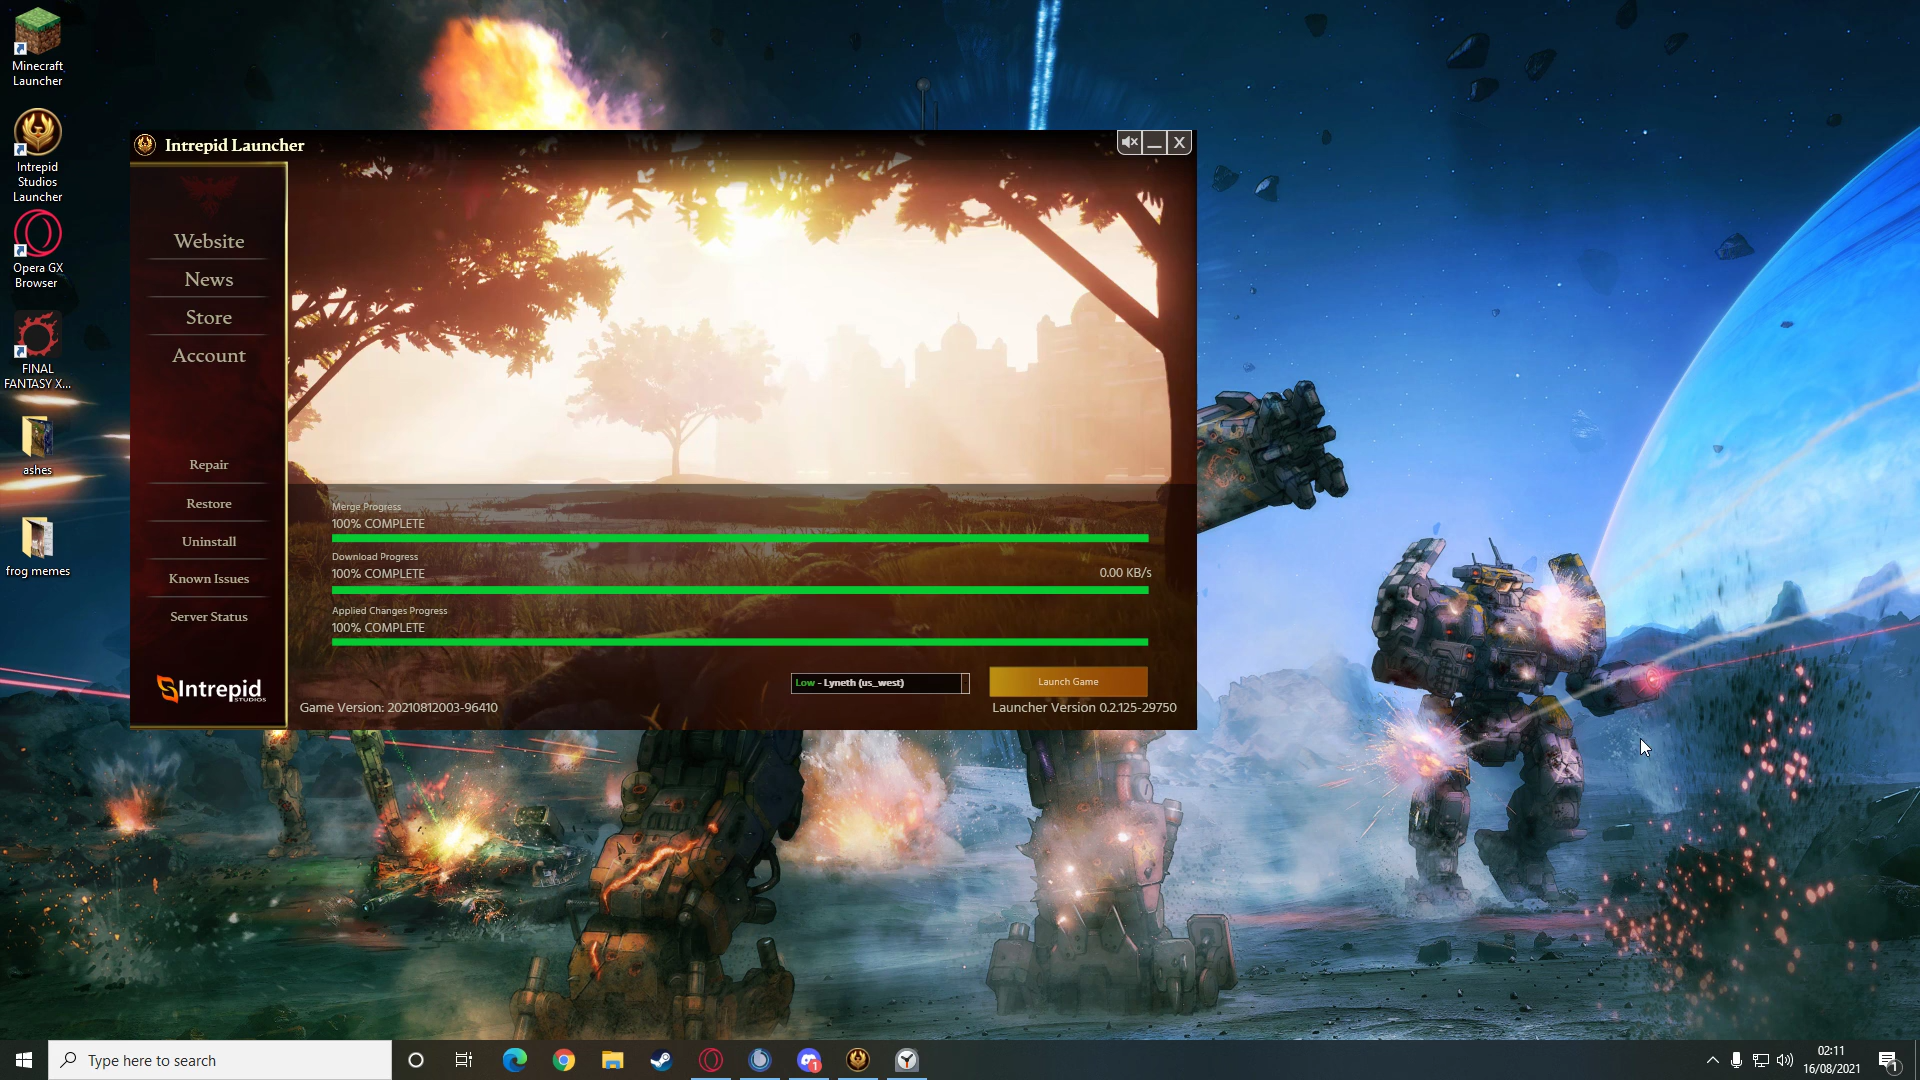 Minecraft
Launcher
Intrepid
Studios
Launcher
Opera GX
Browser
FINAL
FANTASY X...
ashes
frog memes
Intrepid Launcher
X
Website
News
Store
Account
Repair
Restore
Uninstall
Known Issues
Server Status
Intrepid
STUDIOS
Merge Progress
100% COMPLETE
Download Progress
100% COMPLETE
0.00 KB/s
Applied Changes Progress
100% COMPLETE
Low - Lyneth (us_west)
Launch Game
Game Version: 20210812003-96410
Launcher Version 0.2.125-29750
Type here to search
1
02:11
16/08/2021
1